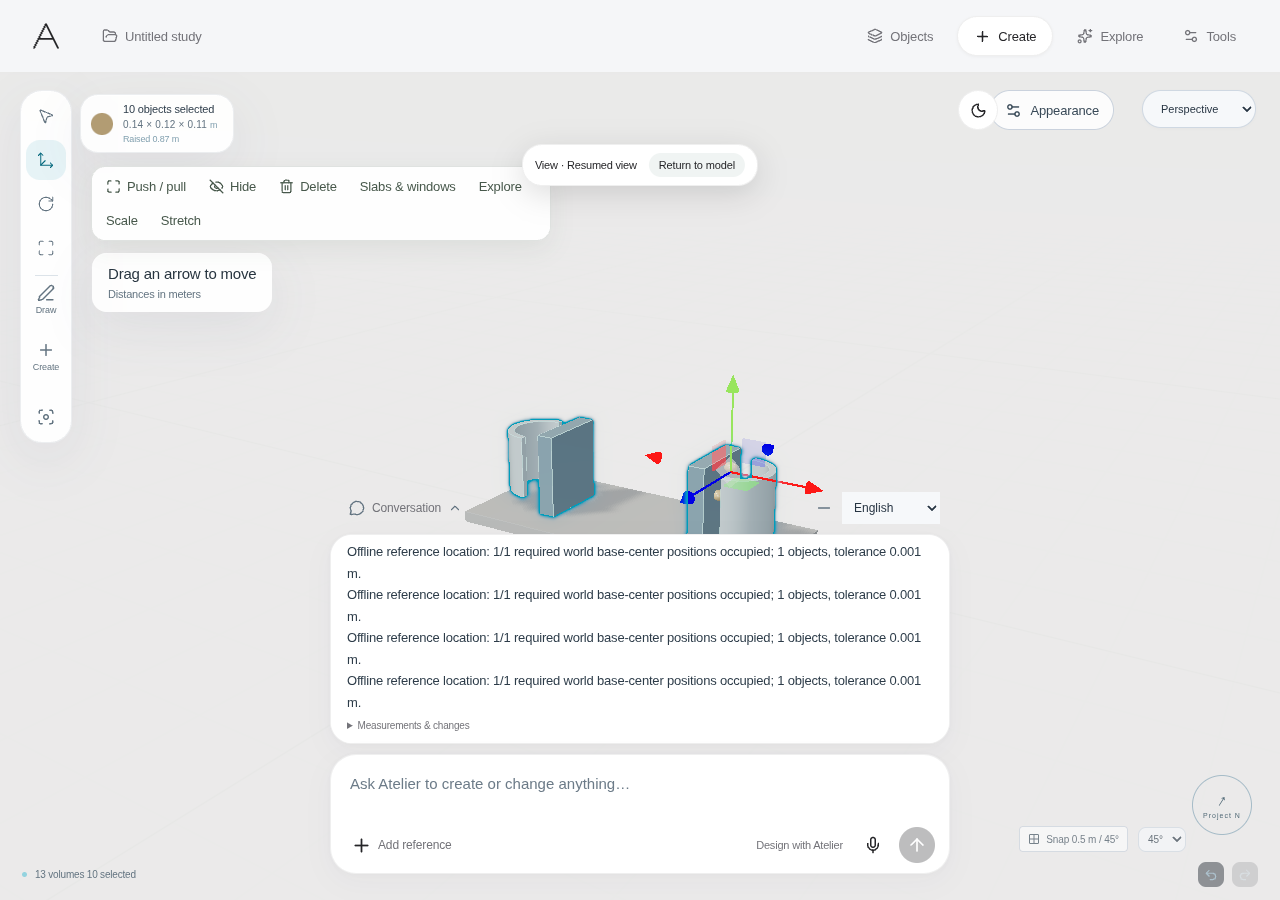 Untitled study
Objects
Create
Explore
Tools
10 objects selected
0.14 × 0.12 × 0.11 m
Raised 0.87 m
Appearance
Perspective
View · Resumed view
Return to model
Push / pull
Hide
Delete
Slabs & windows
Explore
Scale
Stretch
Drag an arrow to move
Distances in meters
Draw
Create
Conversation
English
Offline reference location: 1/1 required world base-center positions occupied; 1 objects, tolerance 0.001
m.
Offline reference location: 1/1 required world base-center positions occupied; 1 objects, tolerance 0.001
m.
Offline reference location: 1/1 required world base-center positions occupied; 1 objects, tolerance 0.001
m.
Offline reference location: 1/1 required world base-center positions occupied; 1 objects, tolerance 0.001
m.
Measurements & changes
Ask Atelier to create or change anything…
Add reference
Design with Atelier
Project N
Snap 0.5 m / 45°
45°
13 volumes 10 selected